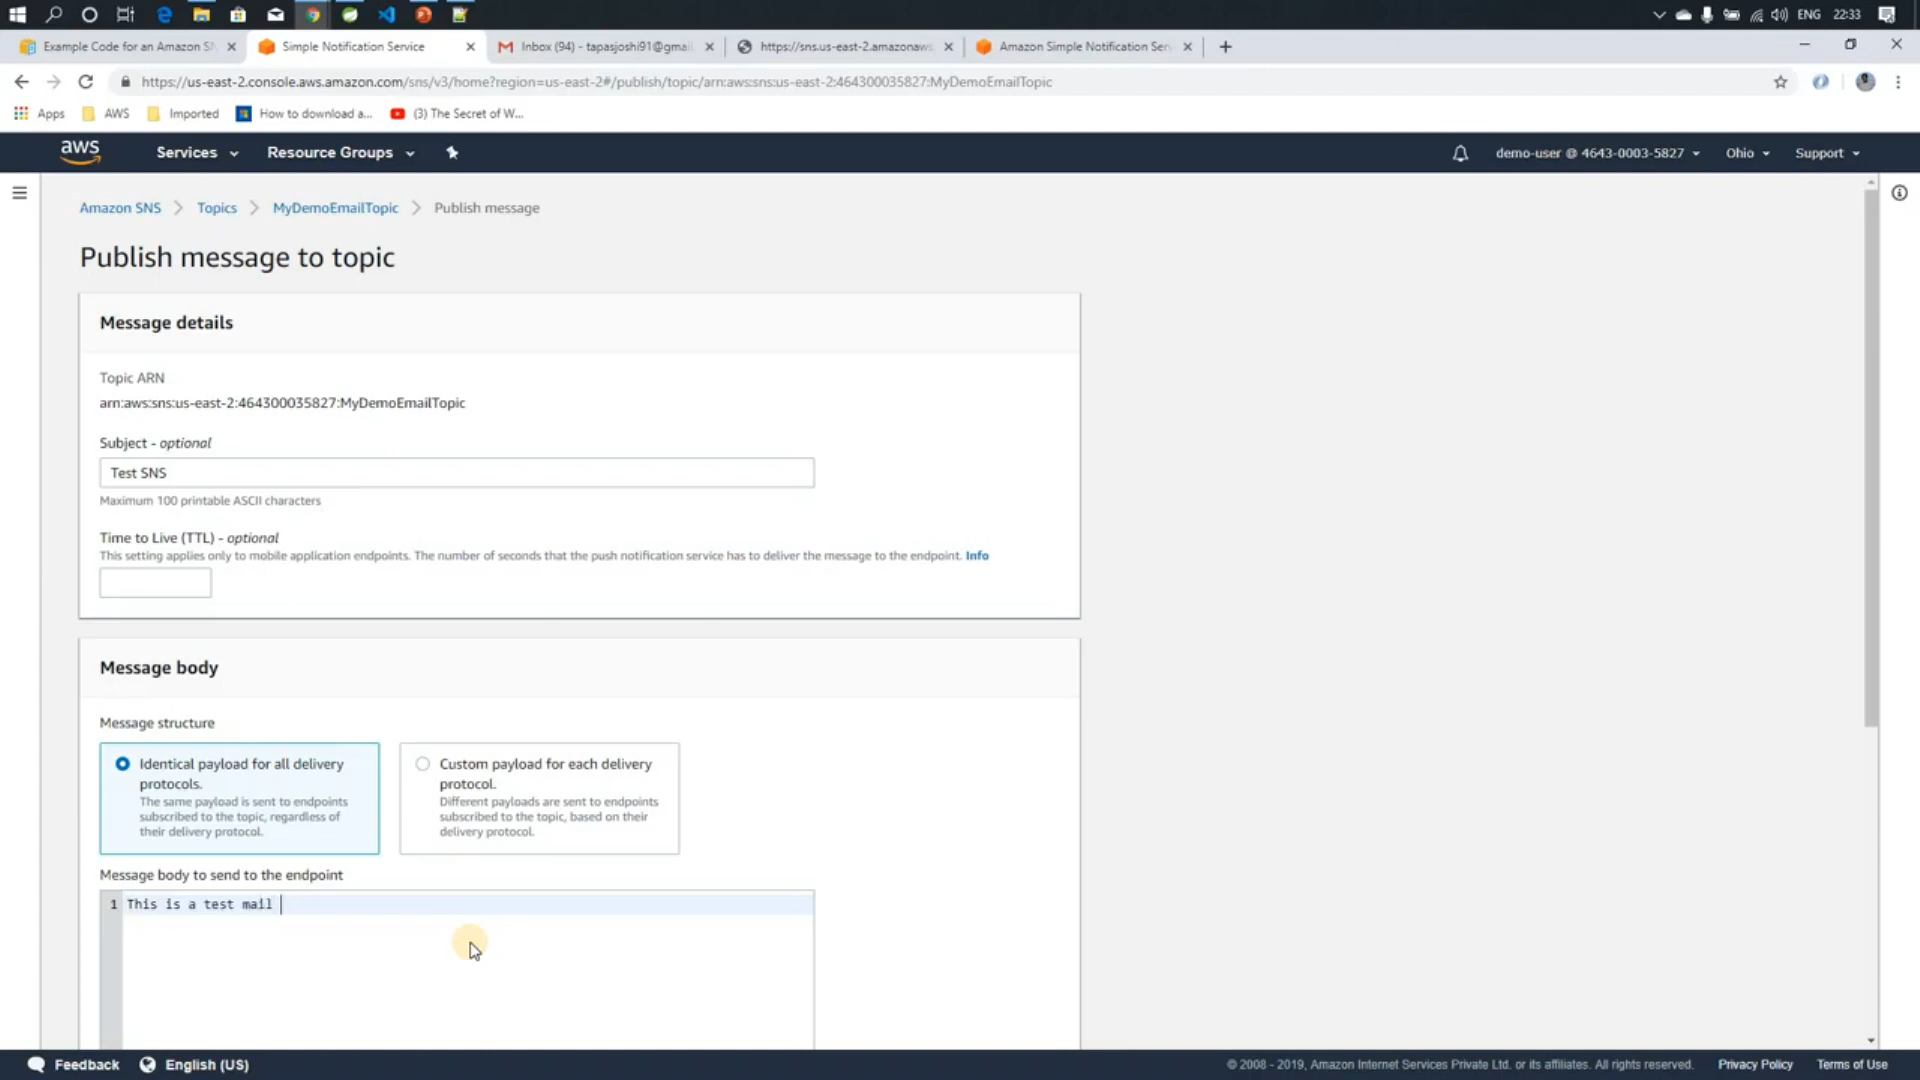 ENG 22:33
Example Code for an Amazon SN
Simple Notification Service
Inbox (94) - tapasjoshi91@gmai
https://sns.us-east-2.amazonaws
Amazon Simple Notification Ser
https://us-east-2.console.aws.amazon.com/sns/v3/home?region=us-east-2#/publish/topic/arn:aws:sns:us-east-2:464300035827:MyDemoEmailTopic
Apps AWS Imported How to download a... (3) The Secret of W...
aws Services Resource Groups demo-user @ 4643-0003-5827 Ohio Support
Amazon SNS Topics MyDemoEmailTopic Publish message
Publish message to topic
Message details
Topic ARN
arn:aws:sns:us-east-2:464300035827:MyDemoEmailTopic
Subject - optional
Test SNS
Maximum 100 printable ASCII characters
Time to Live (TTL) - optional
This setting applies only to mobile application endpoints. The number of seconds that the push notification service has to deliver the message to the endpoint. Info
Message body
Message structure
Identical payload for all delivery
protocols.
The same payload is sent to endpoints
subscribed to the topic, regardless of
their delivery protocol.
Custom payload for each delivery
protocol.
Different payloads are sent to endpoints
subscribed to the topic, based on their
delivery protocol.
Message body to send to the endpoint
1 This is a test mail
Feedback English (US) © 2008 - 2019, Amazon Internet Services Private Ltd. or its affiliates. All rights reserved. Privacy Policy Terms of Use